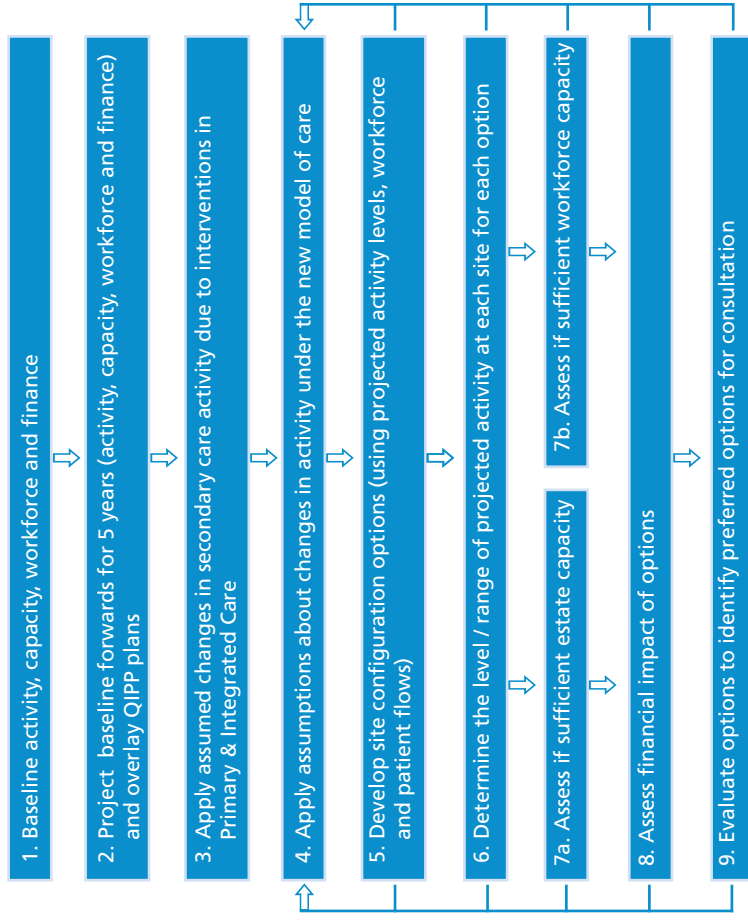 1. Baseline activity, capacity, workforce and finance
2. Project baseline forwards for 5 years (activity, capacity, workforce and finance)
and overlay QIPP plans
3. Apply assumed changes in secondary care activity due to interventions in
Primary & Integrated Care
4. Apply assumptions about changes in activity under the new model of care
5. Develop site configuration options (using projected activity levels, workforce
and patient flows)
6. Determine the level / range of projected activity at each site for each option
7a. Assess if sufficient estate capacity
7b. Assess if sufficient workforce capacity
8. Assess financial impact of options
9. Evaluate options to identify preferred options for consultation